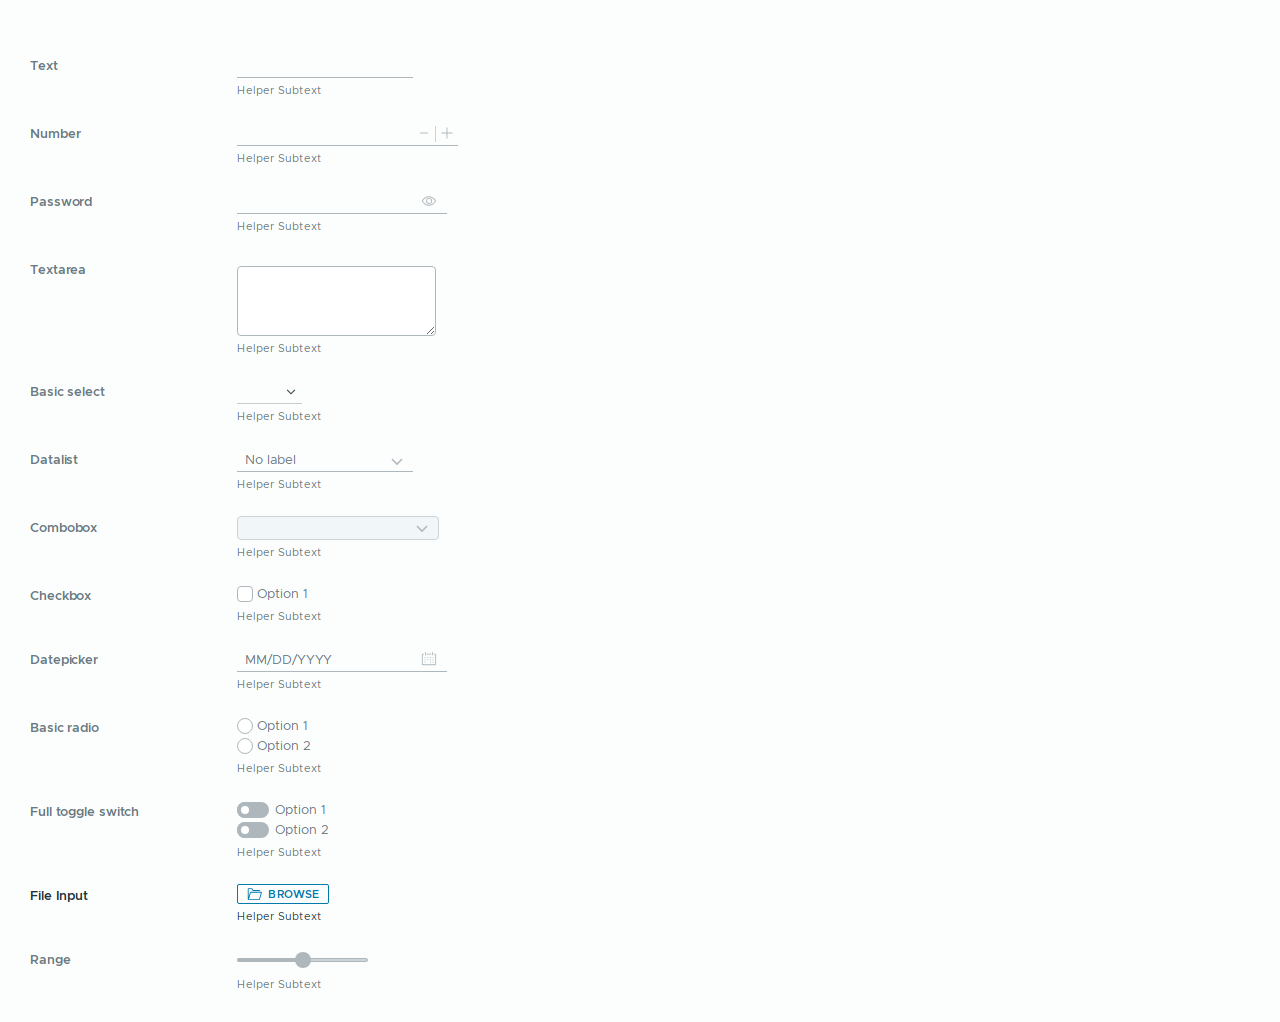 Text
Helper Subtext
Number
Helper Subtext
Password
Helper Subtext
Textarea
Helper Subtext
Basic select
Helper Subtext
Datalist No label
Helper Subtext
Combobox
Helper Subtext
Checkbox Option 1
Helper Subtext
Datepicker MM/DD/YYYY
Helper Subtext
Basic radio Option 1
Option 2
Helper Subtext
Full toggle switch Option 1
Option 2
Helper Subtext
File Input BROWSE
Helper Subtext
Range
Helper Subtext